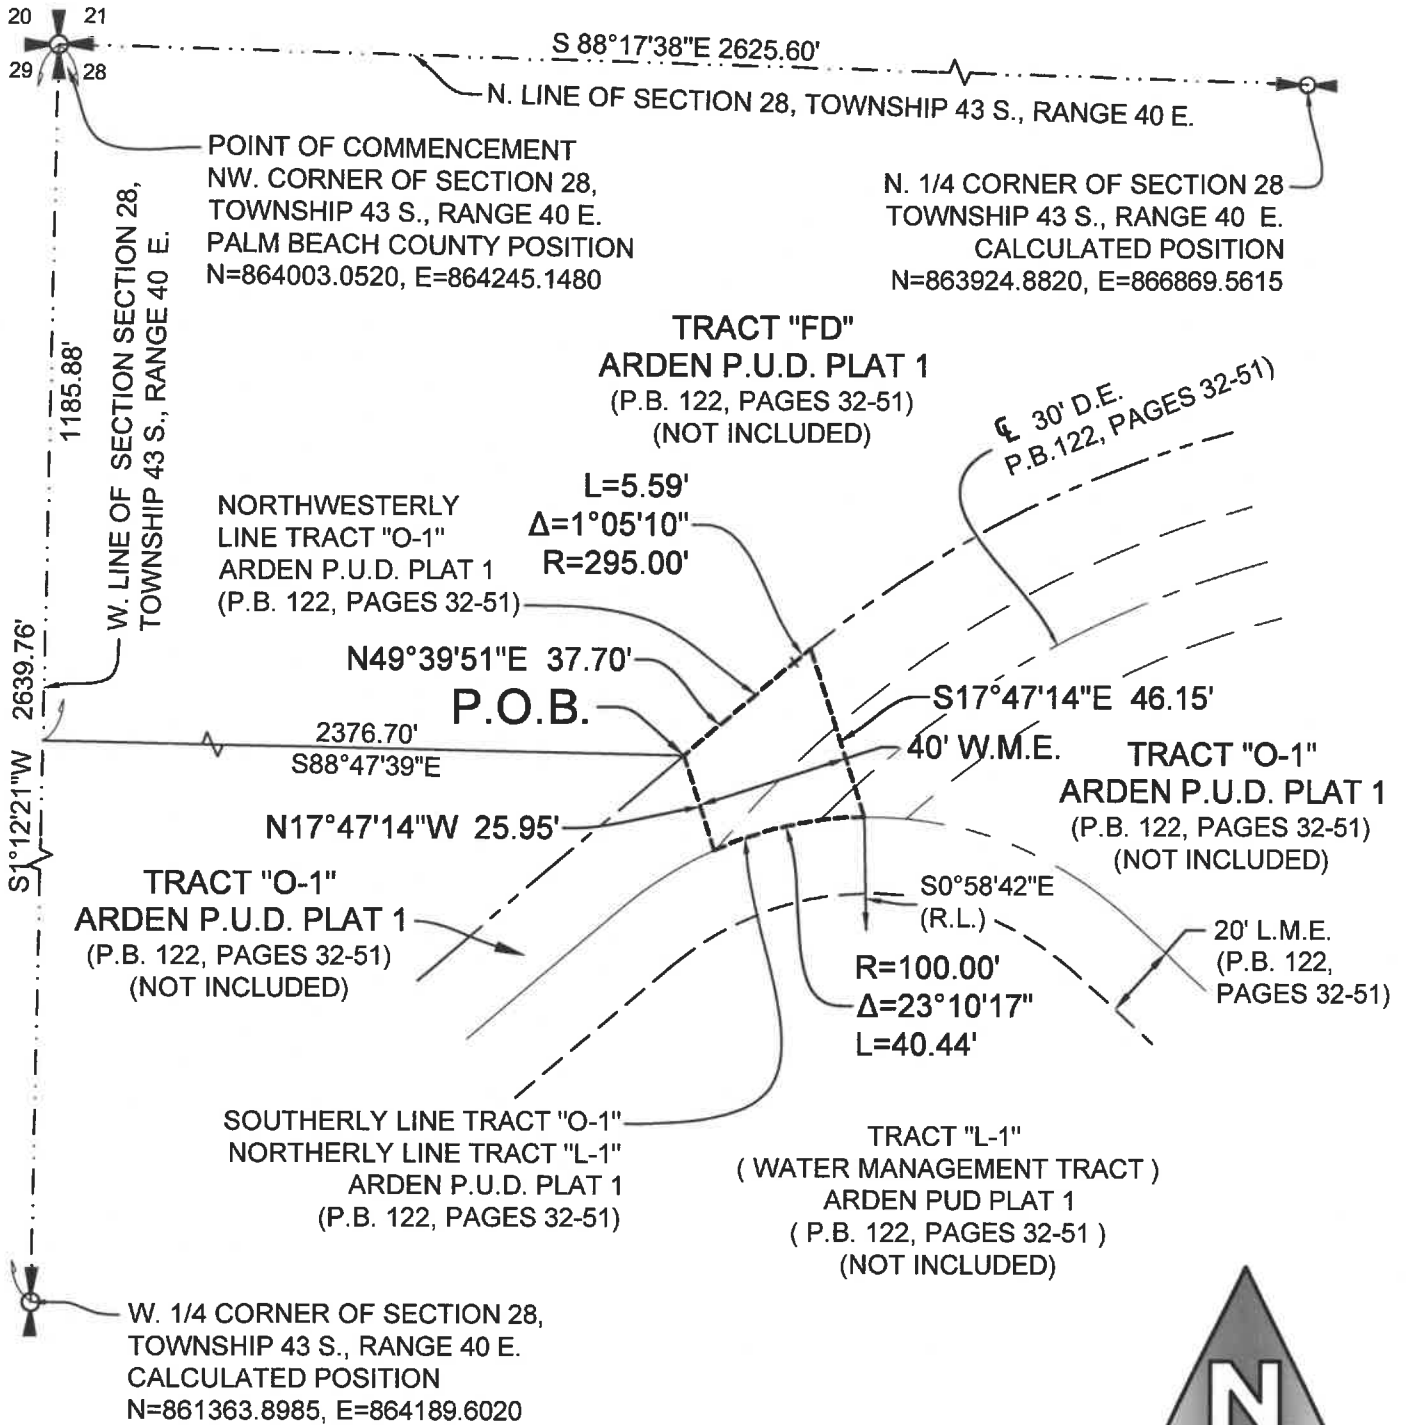 20 21
29 28
S 88°17'38"E 2625.60'
N. LINE OF SECTION 28, TOWNSHIP 43 S., RANGE 40 E.
POINT OF COMMENCEMENT
NW. CORNER OF SECTION 28,
TOWNSHIP 43 S., RANGE 40 E.
PALM BEACH COUNTY POSITION
N=864003.0520, E=864245.1480
N. 1/4 CORNER OF SECTION 28
TOWNSHIP 43 S., RANGE 40 E.
CALCULATED POSITION
N=863924.8820, E=866869.5615
W. LINE OF SECTION SECTION 28,
TOWNSHIP 43 S., RANGE 40 E.
1185.88'
S1°12'21"W 2639.76'
TRACT "FD"
ARDEN P.U.D. PLAT 1
(P.B. 122, PAGES 32-51)
(NOT INCLUDED)
℄ 30' D.E.
P.B.122, PAGES 32-51)
L=5.59'
Δ=1°05'10"
R=295.00'
NORTHWESTERLY
LINE TRACT "O-1"
ARDEN P.U.D. PLAT 1
(P.B. 122, PAGES 32-51)
N49°39'51"E 37.70'
P.O.B.
2376.70'
S88°47'39"E
S17°47'14"E 46.15'
40' W.M.E.
N17°47'14"W 25.95'
TRACT "O-1"
ARDEN P.U.D. PLAT 1
(P.B. 122, PAGES 32-51)
(NOT INCLUDED)
TRACT "O-1"
ARDEN P.U.D. PLAT 1
(P.B. 122, PAGES 32-51)
(NOT INCLUDED)
S0°58'42"E
(R.L.)
20' L.M.E.
(P.B. 122,
PAGES 32-51)
R=100.00'
Δ=23°10'17"
L=40.44'
SOUTHERLY LINE TRACT "O-1"
NORTHERLY LINE TRACT "L-1"
ARDEN P.U.D. PLAT 1
(P.B. 122, PAGES 32-51)
TRACT "L-1"
( WATER MANAGEMENT TRACT )
ARDEN PUD PLAT 1
( P.B. 122, PAGES 32-51 )
(NOT INCLUDED)
W. 1/4 CORNER OF SECTION 28,
TOWNSHIP 43 S., RANGE 40 E.
CALCULATED POSITION
N=861363.8985, E=864189.6020
N